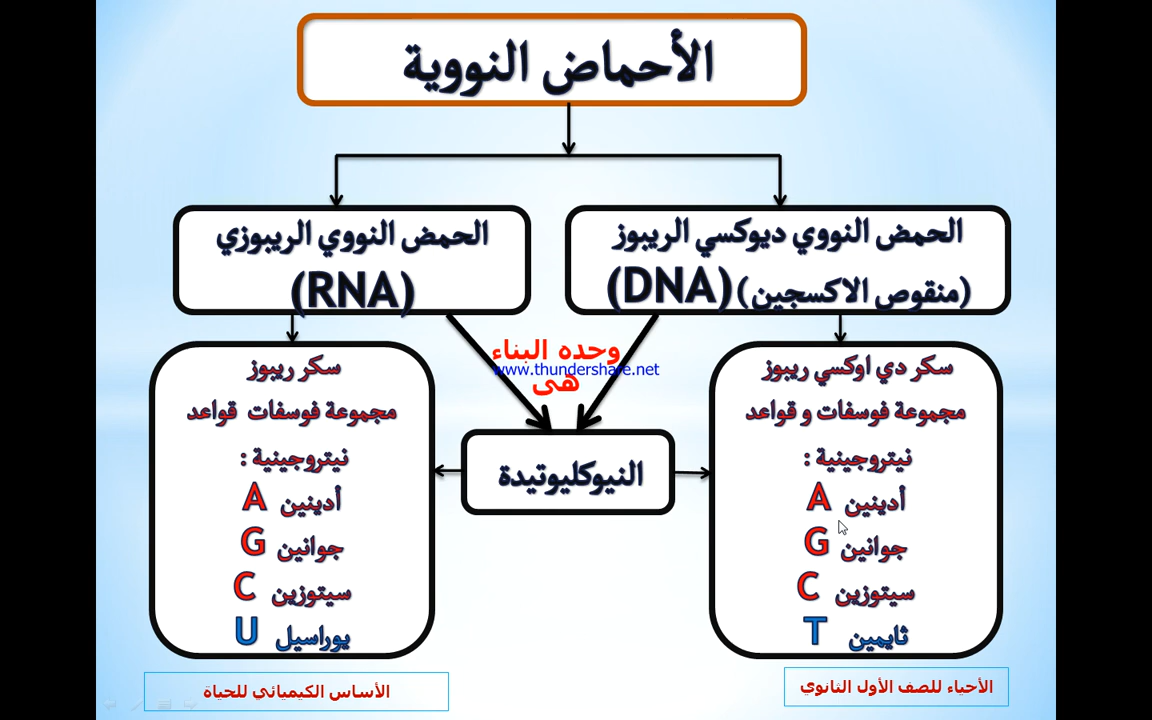 الأحماض النووية
الحمض النووي ديوكسي الريبوز
(منقوص الاكسجين) (DNA)
الحمض النووي الريبوزي
(RNA)
وحده البناء
هى
www.thundershare.net
النيوكليوتيدة
سكر دي اوكسي ريبوز
مجموعة فوسفات و قواعد
نيتروجينية :
أدينين A
جوانين G
سيتوزين C
ثايمين T
سكر ريبوز
مجموعة فوسفات قواعد
نيتروجينية :
أدينين A
جوانين G
سيتوزين C
يوراسيل U
الأحياء للصف الأول الثانوي
الأساس الكيميائي للحياة